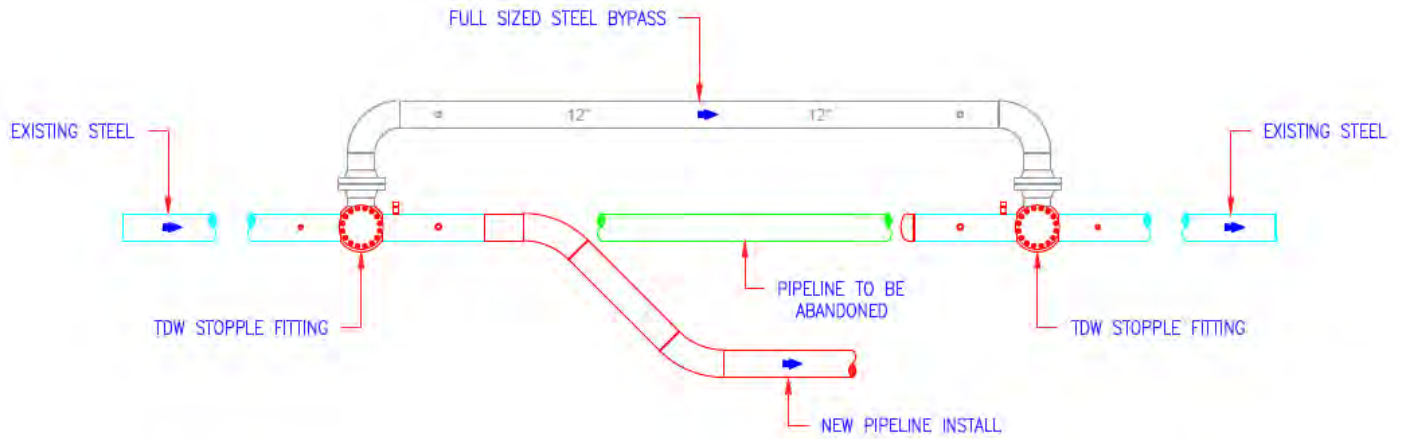 FULL SIZED STEEL BYPASS
12"
12"
EXISTING STEEL
EXISTING STEEL
PIPELINE TO BE
ABANDONED
TDW STOPPLE FITTING
TDW STOPPLE FITTING
NEW PIPELINE INSTALL